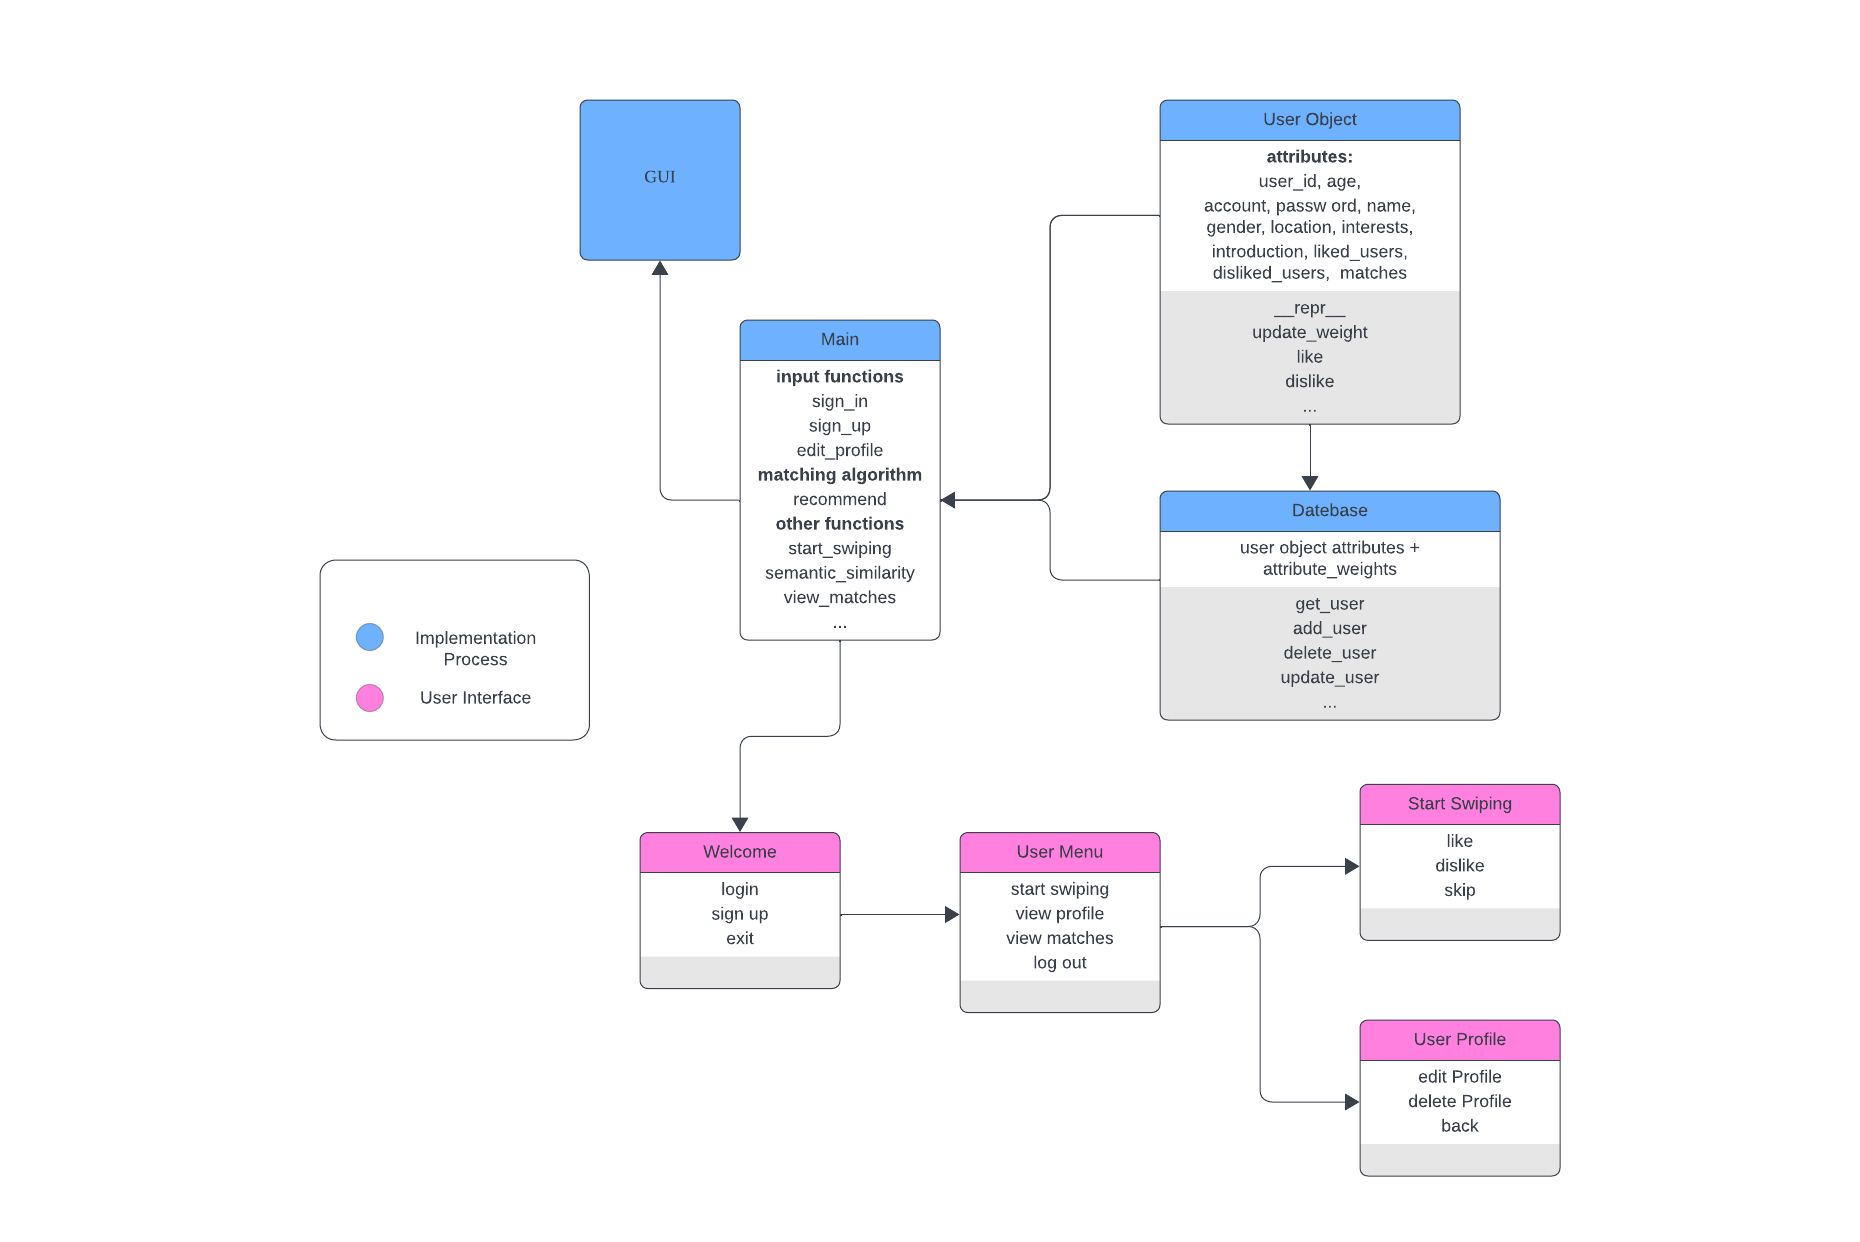 GUI
User Object
attributes:
user_id, age,
account, passw ord, name,
gender, location, interests,
introduction, liked_users,
disliked_users,  matches
__repr__
update_weight
like
dislike
...
Main
input functions
sign_in
sign_up
edit_profile
matching algorithm
recommend
other functions
start_swiping
semantic_similarity
view_matches
...
Datebase
user object attributes +
attribute_weights
get_user
add_user
delete_user
update_user
...
Implementation
Process
User Interface
Welcome
login
sign up
exit
User Menu
start swiping
view profile
view matches
log out
Start Swiping
like
dislike
skip
User Profile
edit Profile
delete Profile
back